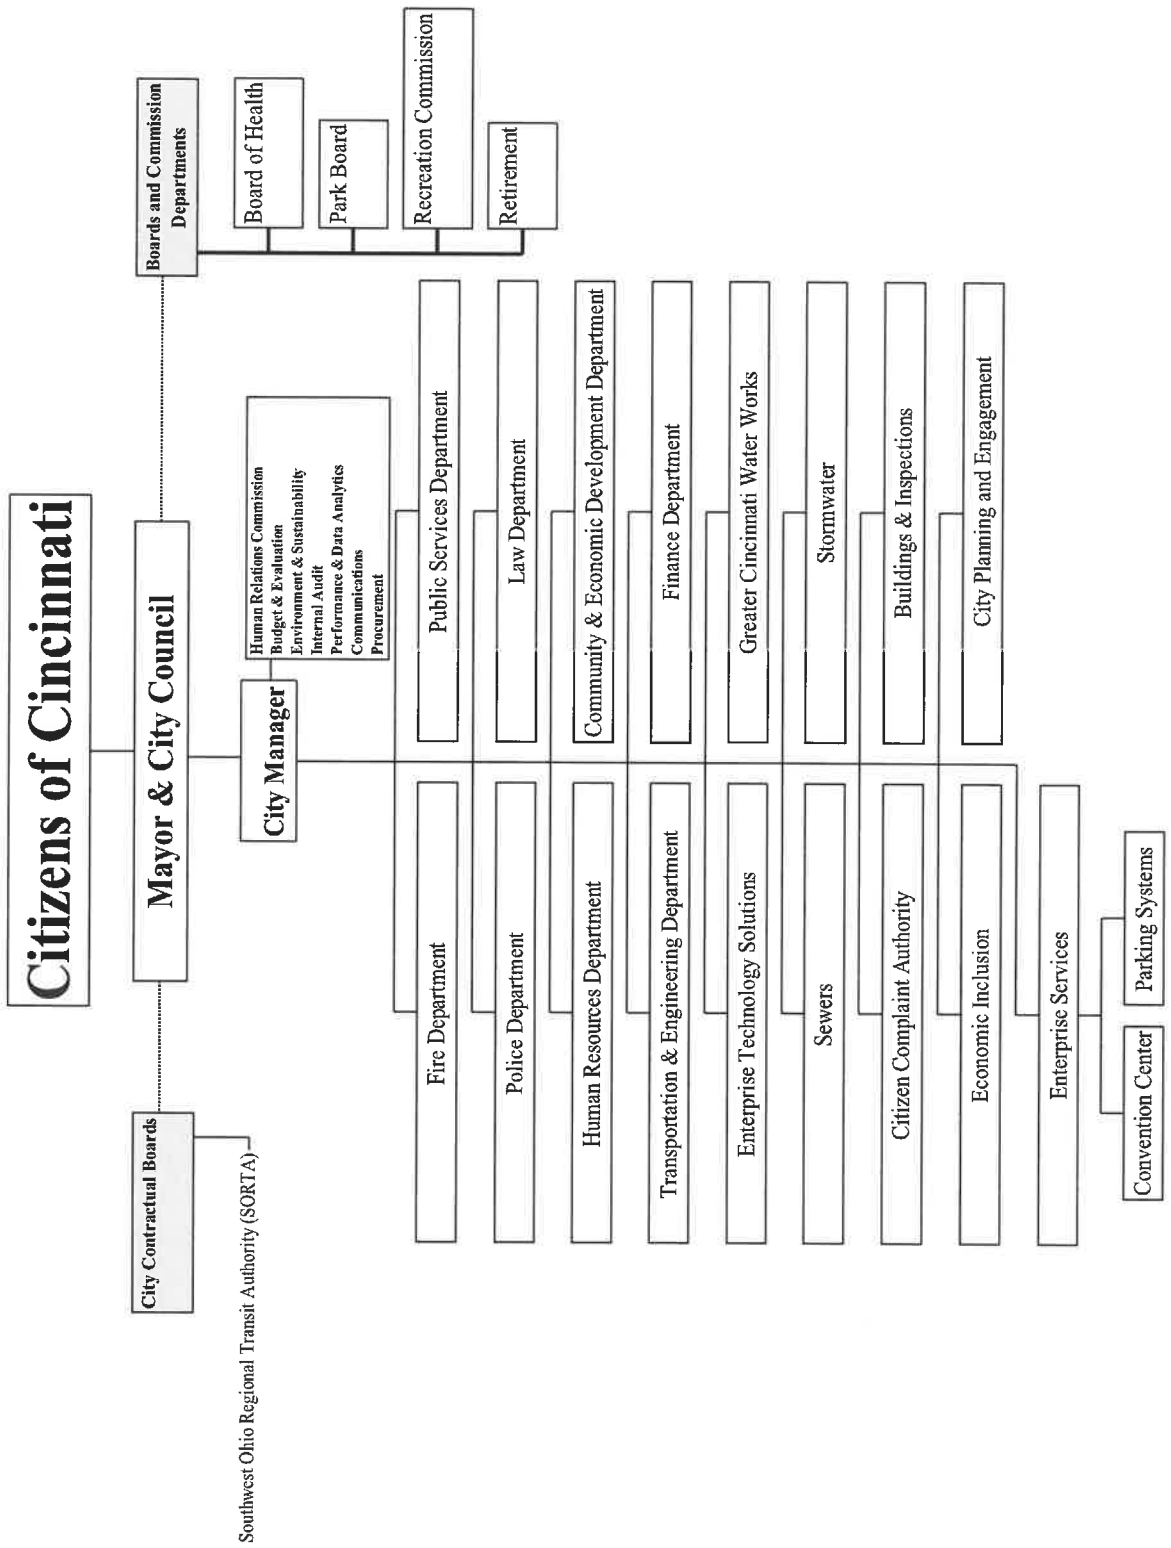 Citizens of Cincinnati
Mayor & City Council
City Contractual Boards
Southwest Ohio Regional Transit Authority (SORTA)
Boards and Commission
Departments
Board of Health
Park Board
Recreation Commission
Retirement
City Manager
Human Relations Commission
Budget & Evaluation
Environment & Sustainability
Internal Audit
Performance & Data Analytics
Communications
Procurement
Fire Department
Public Services Department
Police Department
Law Department
Human Resources Department
Community & Economic Development Department
Transportation & Engineering Department
Finance Department
Enterprise Technology Solutions
Greater Cincinnati Water Works
Sewers
Stormwater
Citizen Complaint Authority
Buildings & Inspections
Economic Inclusion
City Planning and Engagement
Enterprise Services
Convention Center
Parking Systems